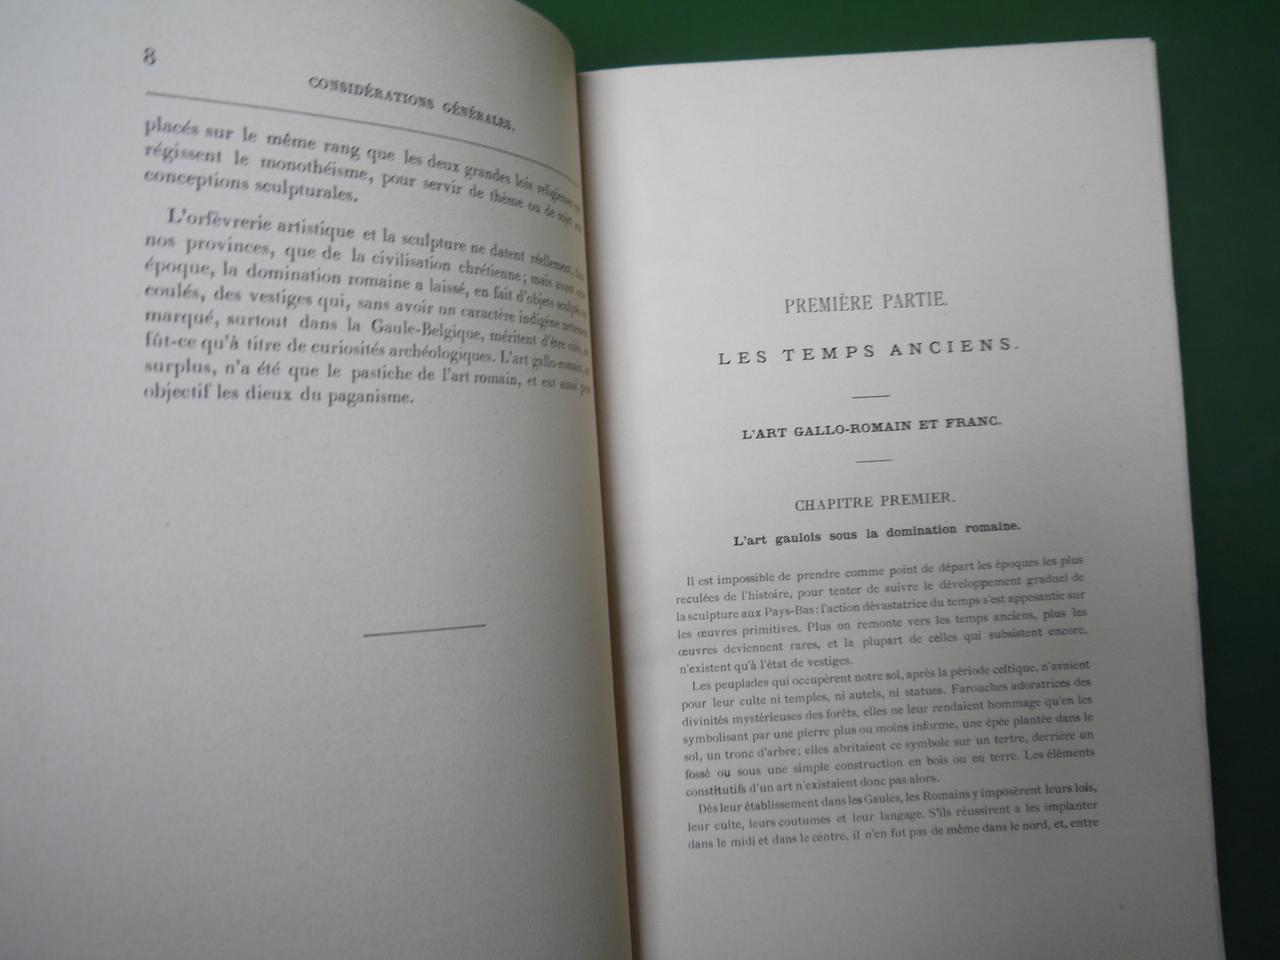 8
CONSIDÉRATIONS GÉNÉRALES.
placés sur le même rang que les deux grandes lois religieuses
régissent le monothéisme, pour servir de thème ou de sujet
conceptions sculpturales.
L'orfèvrerie artistique et la sculpture ne datent réellement,
nos provinces, que de la civilisation chrétienne; mais avant cette
époque, la domination romaine a laissé, en fait d'objets sculptés ou
coulés, des vestiges qui, sans avoir un caractère indigène nettement
marqué, surtout dans la Gaule-Belgique, méritent d'être cités,
fût-ce qu'à titre de curiosités archéologiques. L'art gallo-romain,
surplus, n'a été que le pastiche de l'art romain, et eut aussi pour
objectif les dieux du paganisme.
PREMIÈRE PARTIE.
LES TEMPS ANCIENS.
L'ART GALLO-ROMAIN ET FRANC.
CHAPITRE PREMIER.
L'art gaulois sous la domination romaine.
Il est impossible de prendre comme point de départ les époques les plus
reculées de l'histoire, pour tenter de suivre le développement graduel de
la sculpture aux Pays-Bas: l'action dévastatrice du temps s'est appesantie sur
les œuvres primitives. Plus on remonte vers les temps anciens, plus les
œuvres deviennent rares, et la plupart de celles qui subsistent encore,
n'existent qu'à l'état de vestiges.
Les peuplades qui occupèrent notre sol, après la période celtique, n'avaient
pour leur culte ni temples, ni autels, ni statues. Farouches adoratrices des
divinités mystérieuses des forêts, elles ne leur rendaient hommage qu'en les
symbolisant par une pierre plus ou moins informe, une épée plantée dans le
sol, un tronc d'arbre; elles abritaient ce symbole sur un tertre, derrière un
fossé ou sous une simple construction en bois ou en terre. Les éléments
constitutifs d'un art n'existaient donc pas alors.
Dès leur établissement dans les Gaules, les Romains y imposèrent leurs lois,
leur culte, leurs coutumes et leur langage. S'ils réussirent a les implanter
dans le midi et dans le centre, il n'en fut pas de même dans le nord, et, entre